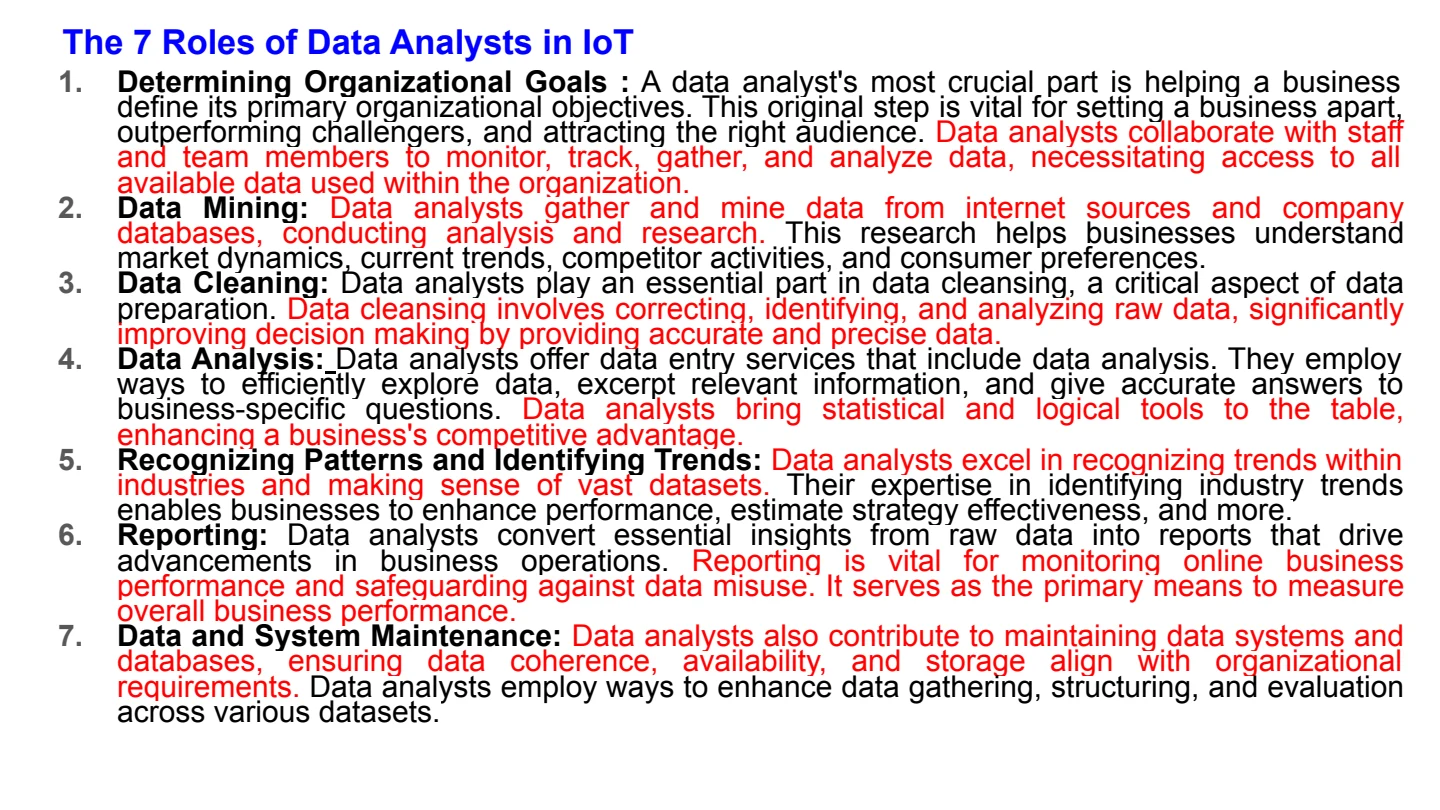 The 7 Roles of Data Analysts in IoT
1. Determining Organizational Goals : A data analyst's most crucial part is helping a business
define its primary organizational objectives. This original step is vital for setting a business apart,
outperforming challengers, and attracting the right audience. Data analysts collaborate with staff
and team members to monitor, track, gather, and analyze data, necessitating access to all
available data used within the organization.
2. Data Mining: Data analysts gather and mine data from internet sources and company
databases, conducting analysis and research. This research helps businesses understand
market dynamics, current trends, competitor activities, and consumer preferences.
3. Data Cleaning: Data analysts play an essential part in data cleansing, a critical aspect of data
preparation. Data cleansing involves correcting, identifying, and analyzing raw data, significantly
improving decision making by providing accurate and precise data.
4. Data Analysis: Data analysts offer data entry services that include data analysis. They employ
ways to efficiently explore data, excerpt relevant information, and give accurate answers to
business-specific questions. Data analysts bring statistical and logical tools to the table,
enhancing a business's competitive advantage.
5. Recognizing Patterns and Identifying Trends: Data analysts excel in recognizing trends within
industries and making sense of vast datasets. Their expertise in identifying industry trends
enables businesses to enhance performance, estimate strategy effectiveness, and more.
6. Reporting: Data analysts convert essential insights from raw data into reports that drive
advancements in business operations. Reporting is vital for monitoring online business
performance and safeguarding against data misuse. It serves as the primary means to measure
overall business performance.
7. Data and System Maintenance: Data analysts also contribute to maintaining data systems and
databases, ensuring data coherence, availability, and storage align with organizational
requirements. Data analysts employ ways to enhance data gathering, structuring, and evaluation
across various datasets.